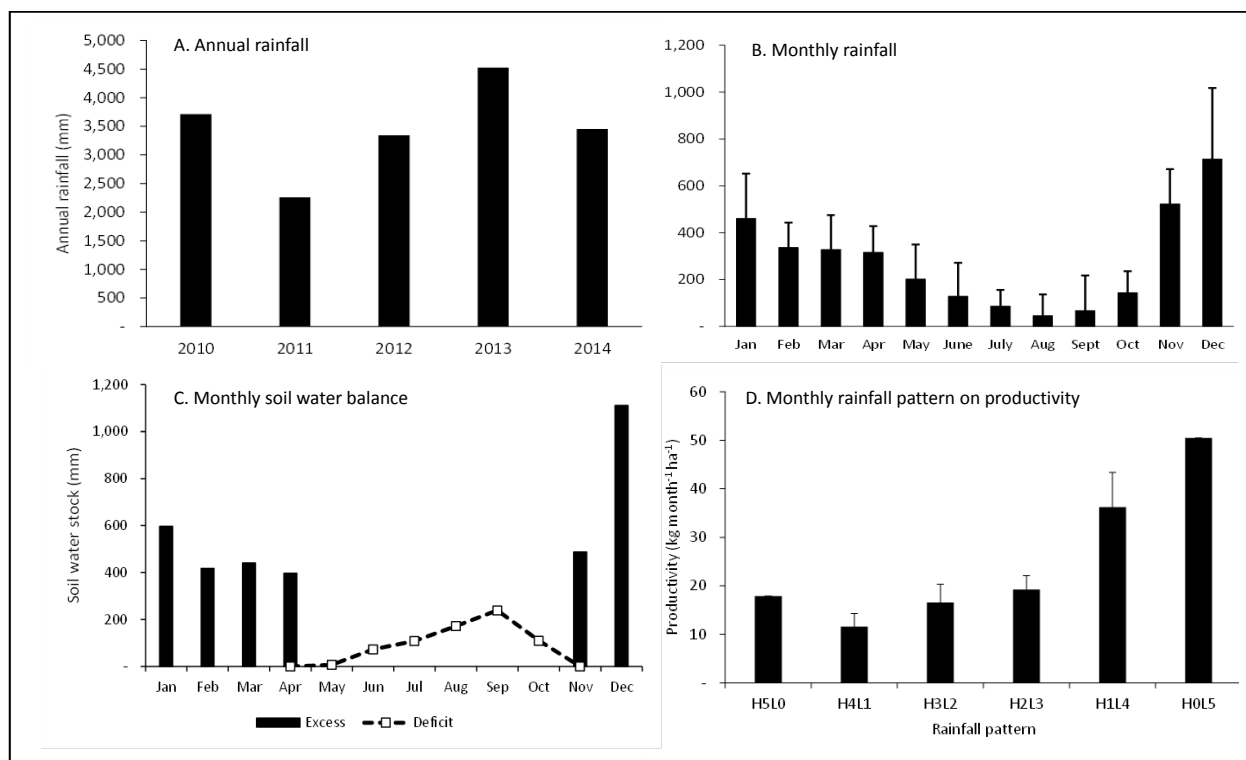 A. Annual rainfall
Annual rainfall (mm)
5,000
4,500
4,000
3,500
3,000
2,500
2,000
1,500
1,000
500
-
2010 2011 2012 2013 2014
B. Monthly rainfall
1,200
1,000
800
600
400
200
-
Jan Feb Mar Apr May June July Aug Sept Oct Nov Dec
C. Monthly soil water balance
Soil water stock (mm)
1,200
1,000
800
600
400
200
-
Jan Feb Mar Apr May Jun Jul Aug Sep Oct Nov Dec
Excess Deficit
D. Monthly rainfall pattern on productivity
Productivity (kg month⁻¹ ha⁻¹)
60
50
40
30
20
10
-
H5L0 H4L1 H3L2 H2L3 H1L4 H0L5
Rainfall pattern